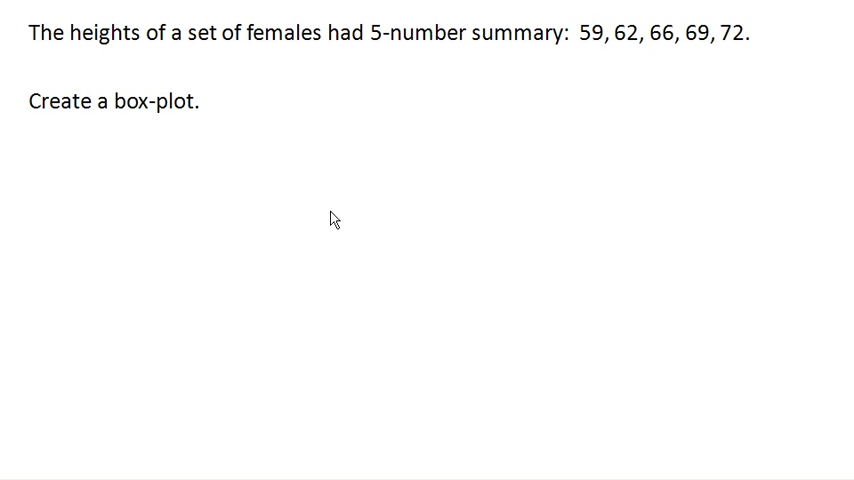 The heights of a set of females had 5-number summary: 59, 62, 66, 69, 72.
Create a box-plot.